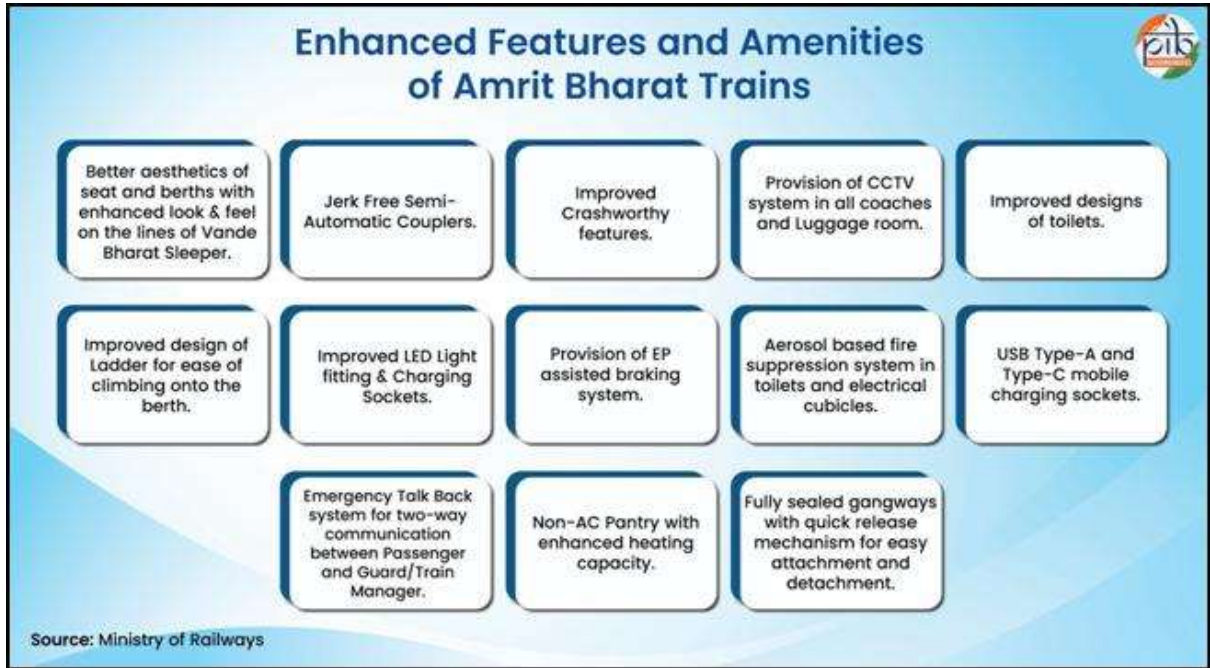 Enhanced Features and Amenities
of Amrit Bharat Trains
pib
Better aesthetics of
seat and berths with
enhanced look & feel
on the lines of Vande
Bharat Sleeper.
Jerk Free Semi-
Automatic Couplers.
Improved
Crashworthy
features.
Provision of CCTV
system in all coaches
and Luggage room.
Improved designs
of toilets.
Improved design of
Ladder for ease of
climbing onto the
berth.
Improved LED Light
fitting & Charging
Sockets.
Provision of EP
assisted braking
system.
Aerosol based fire
suppression system in
toilets and electrical
cubicles.
USB Type-A and
Type-C mobile
charging sockets.
Emergency Talk Back
system for two-way
communication
between Passenger
and Guard/Train
Manager.
Non-AC Pantry with
enhanced heating
capacity.
Fully sealed gangways
with quick release
mechanism for easy
attachment and
detachment.
Source: Ministry of Railways